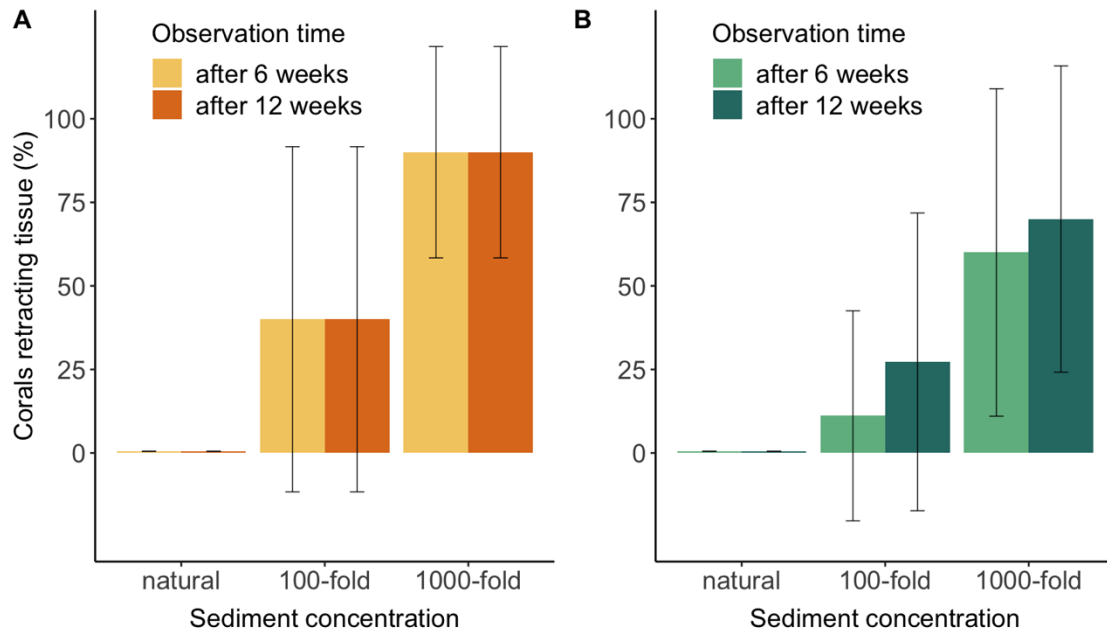 A
Observation time
after 6 weeks
after 12 weeks
Corals retracting tissue (%)
100
75
50
25
0
natural 100-fold 1000-fold
Sediment concentration
B
Observation time
after 6 weeks
after 12 weeks
100
75
50
25
0
natural 100-fold 1000-fold
Sediment concentration